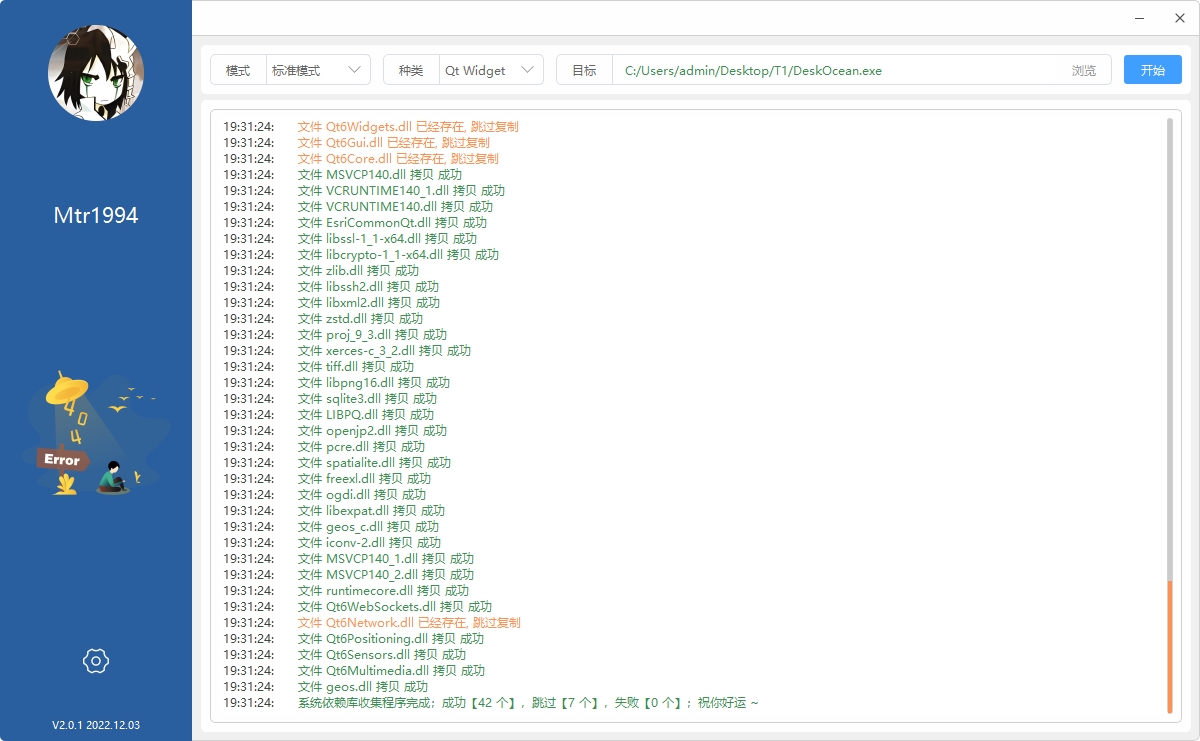 Mtr1994
404
Error
V2.0.1 2022.12.03
模式 标准模式 种类 Qt Widget 目标 C:/Users/admin/Desktop/T1/DeskOcean.exe 浏览 开始
19:31:24: 文件 Qt6Widgets.dll 已经存在, 跳过复制
19:31:24: 文件 Qt6Gui.dll 已经存在, 跳过复制
19:31:24: 文件 Qt6Core.dll 已经存在, 跳过复制
19:31:24: 文件 MSVCP140.dll 拷贝 成功
19:31:24: 文件 VCRUNTIME140_1.dll 拷贝 成功
19:31:24: 文件 VCRUNTIME140.dll 拷贝 成功
19:31:24: 文件 EsriCommonQt.dll 拷贝 成功
19:31:24: 文件 libssl-1_1-x64.dll 拷贝 成功
19:31:24: 文件 libcrypto-1_1-x64.dll 拷贝 成功
19:31:24: 文件 zlib.dll 拷贝 成功
19:31:24: 文件 libssh2.dll 拷贝 成功
19:31:24: 文件 libxml2.dll 拷贝 成功
19:31:24: 文件 zstd.dll 拷贝 成功
19:31:24: 文件 proj_9_3.dll 拷贝 成功
19:31:24: 文件 xerces-c_3_2.dll 拷贝 成功
19:31:24: 文件 tiff.dll 拷贝 成功
19:31:24: 文件 libpng16.dll 拷贝 成功
19:31:24: 文件 sqlite3.dll 拷贝 成功
19:31:24: 文件 LIBPQ.dll 拷贝 成功
19:31:24: 文件 openjp2.dll 拷贝 成功
19:31:24: 文件 pcre.dll 拷贝 成功
19:31:24: 文件 spatialite.dll 拷贝 成功
19:31:24: 文件 freexl.dll 拷贝 成功
19:31:24: 文件 ogdi.dll 拷贝 成功
19:31:24: 文件 libexpat.dll 拷贝 成功
19:31:24: 文件 geos_c.dll 拷贝 成功
19:31:24: 文件 iconv-2.dll 拷贝 成功
19:31:24: 文件 MSVCP140_1.dll 拷贝 成功
19:31:24: 文件 MSVCP140_2.dll 拷贝 成功
19:31:24: 文件 runtimecore.dll 拷贝 成功
19:31:24: 文件 Qt6WebSockets.dll 拷贝 成功
19:31:24: 文件 Qt6Network.dll 已经存在, 跳过复制
19:31:24: 文件 Qt6Positioning.dll 拷贝 成功
19:31:24: 文件 Qt6Sensors.dll 拷贝 成功
19:31:24: 文件 Qt6Multimedia.dll 拷贝 成功
19:31:24: 文件 geos.dll 拷贝 成功
19:31:24: 系统依赖库收集程序完成；成功【42 个】，跳过【7 个】，失败【0 个】；祝你好运 ~